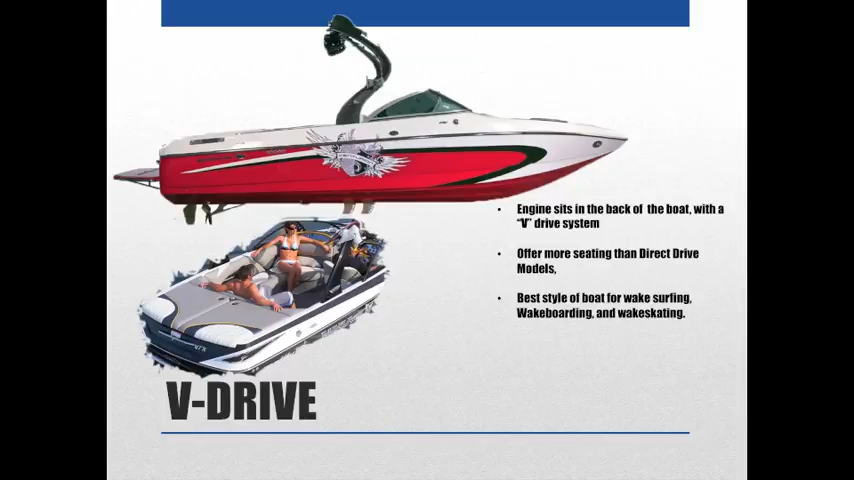 • Engine sits in the back of the boat, with a
"V" drive system
• Offer more seating than Direct Drive
Models,
• Best style of boat for wake surfing,
Wakeboarding, and wakeskating.
V-DRIVE